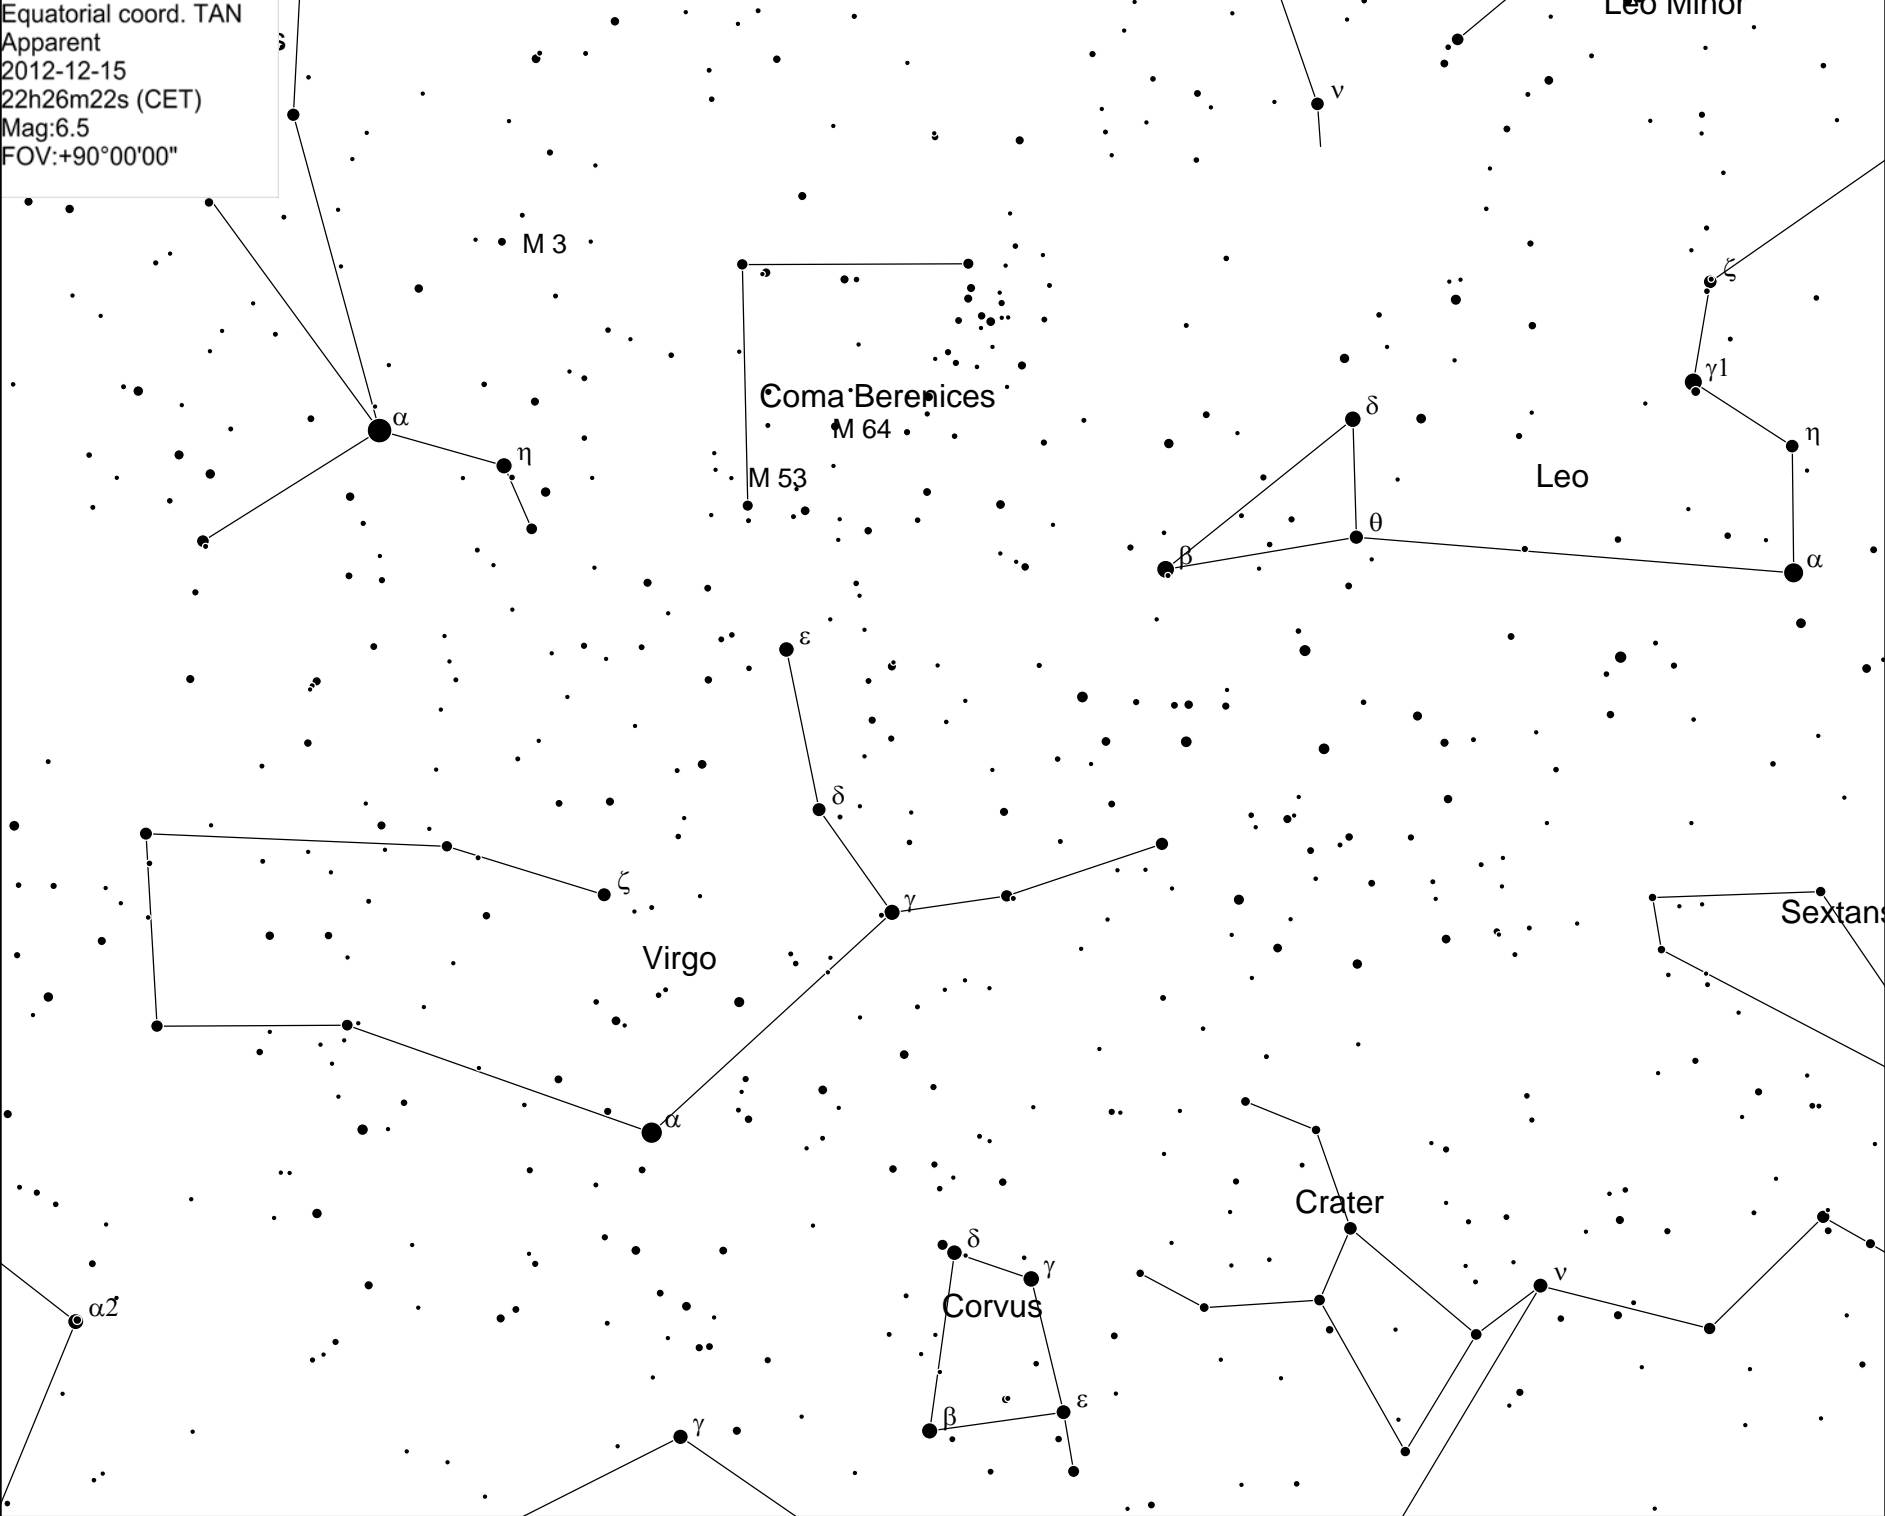 Equatorial coord. TAN
Apparent
2012-12-15
22h26m22s (CET)
Mag:6.5
FOV:+90°00'00"
s
Leo Minor
ν
M 3
ζ
γ1
Coma Berenices
α
δ
M 64
η
η
Leo
M 53
θ
β
α
ε
δ
ζ
γ
Sextans
Virgo
α
Crater
δ
γ
ν
α2
Corvus
ε
β
γ